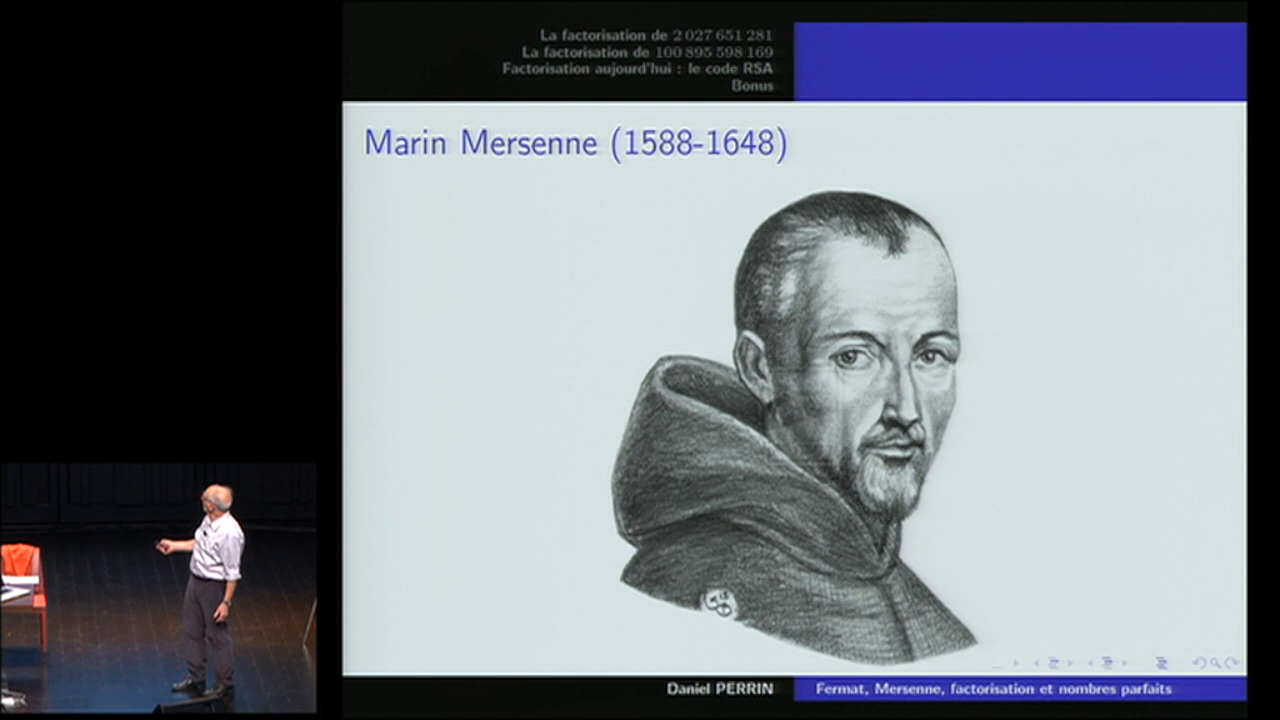 La factorisation de 2 027 651 281
La factorisation de 100 895 598 169
Factorisation aujourd'hui : le code RSA
Bonus
Marin Mersenne (1588-1648)
Daniel PERRIN
Fermat, Mersenne, factorisation et nombres parfaits